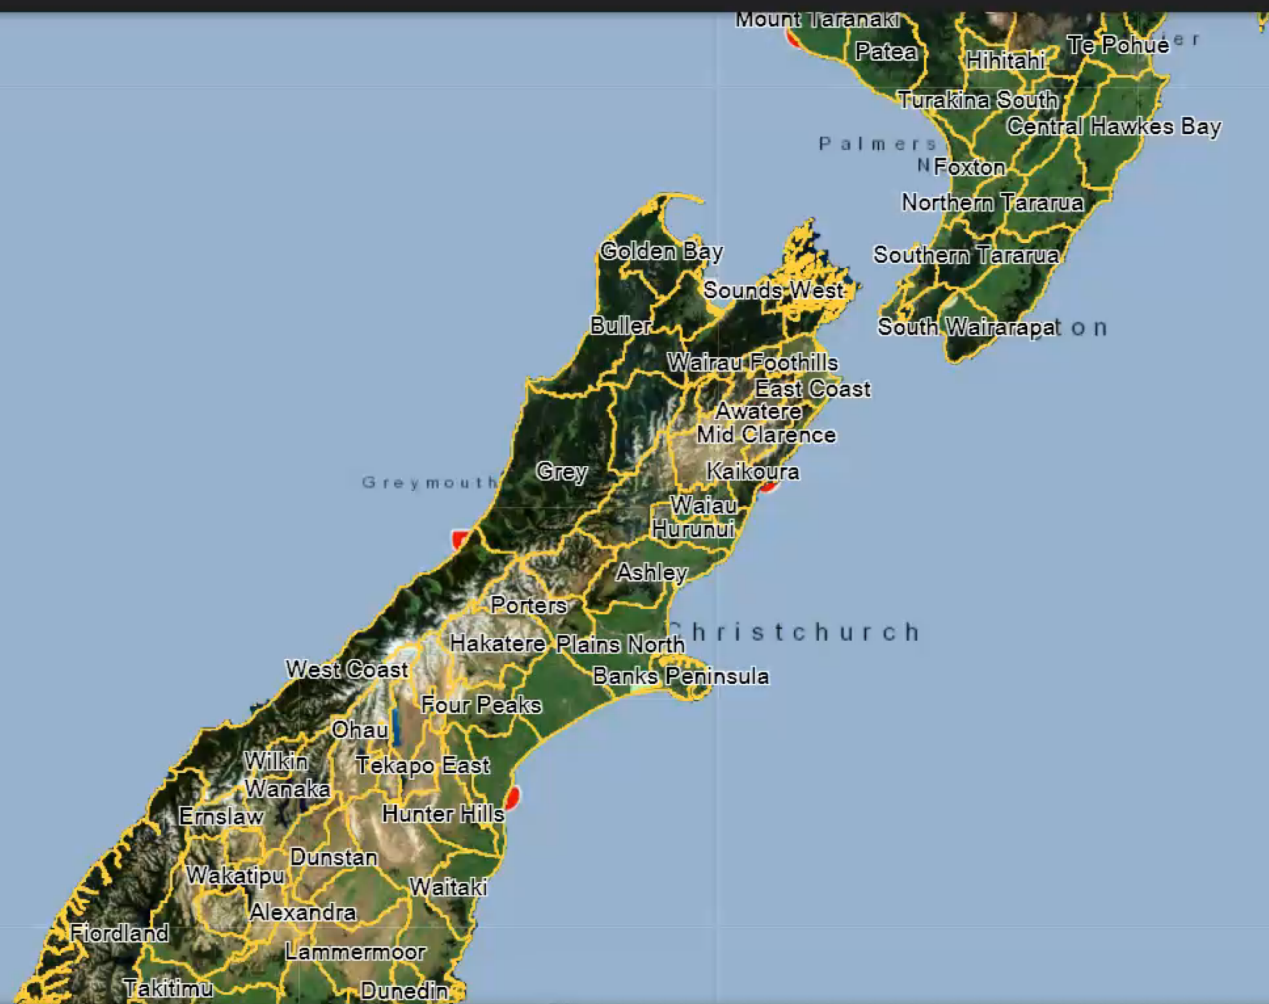 Mount Taranaki
Patea
Hihitahi
Te Pohue
ier
Turakina South
Central Hawkes Bay
Palmers
N
Foxton
Northern Tararua
Golden Bay
Southern Tararua
Sounds West
Buller
South Wairarapa
ton
Wairau Foothills
East Coast
Awatere
Mid Clarence
Grey
Kaikoura
Greymouth
Waiau
Hurunui
Ashley
Porters
Christchurch
Hakatere
Plains North
West Coast
Banks Peninsula
Four Peaks
Ohau
Wilkin
Tekapo East
Wanaka
Ernslaw
Hunter Hills
Dunstan
Wakatipu
Waitaki
Alexandra
Fiordland
Lammermoor
Takitimu
Dunedin